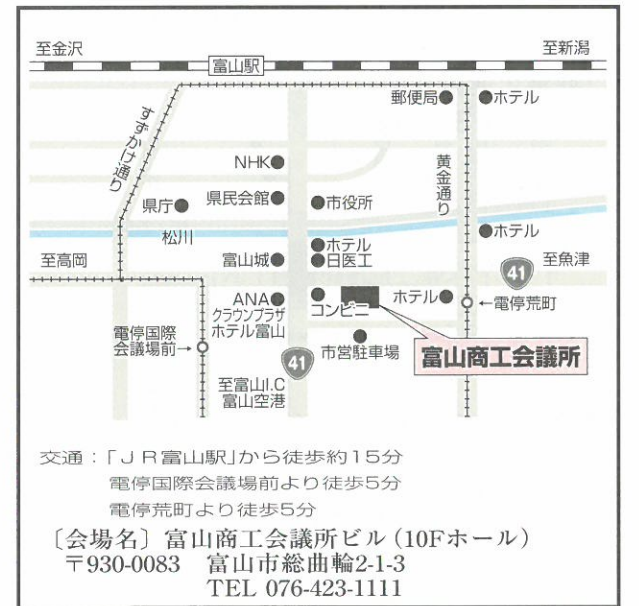 至金沢
至新潟
富山駅
郵便局
ホテル
すずかけ通り
NHK
黄金通り
県庁
県民会館
市役所
松川
ホテル
ホテル
至高岡
富山城
日医工
至魚津
41
ANA
クラウンプラザ
ホテル富山
コンビニ
ホテル
←電停荒町
電停国際
会議場前→
市営駐車場
富山商工会議所
41
至富山I.C
富山空港
交通:「JR富山駅」から徒歩約15分
電停国際会議場前より徒歩5分
電停荒町より徒歩5分
〔会場名〕富山商工会議所ビル(10Fホール)
〒930-0083 富山市総曲輪2-1-3
TEL 076-423-1111